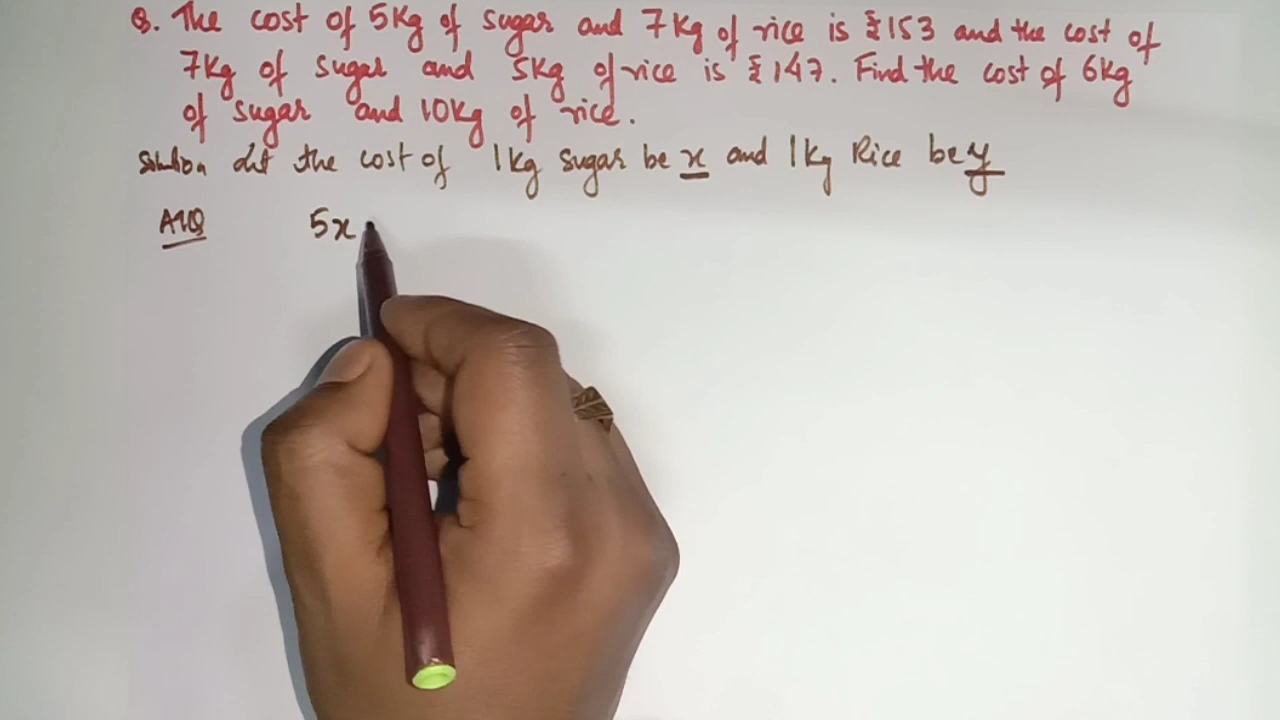 Q. The cost of 5Kg of sugar and 7Kg of rice is ₹153 and the cost of
7Kg of sugar and 5Kg of rice is ₹147. Find the cost of 6Kg
of sugar and 10Kg of rice.
Solution Let the cost of 1Kg Sugar be x and 1Kg Rice be y
ATQ 5x